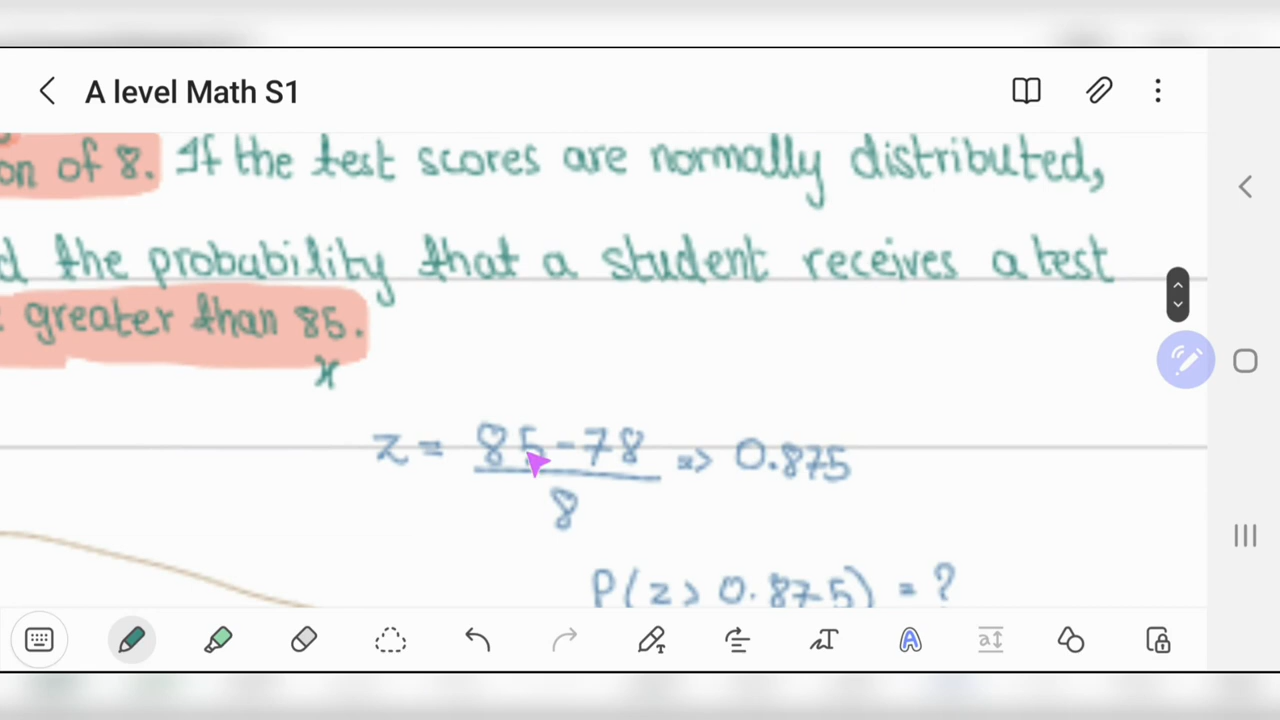 A level Math S1
on of 8. If the test scores are normally distributed,
d the probability that a student receives a test
greater than 85.
x
z = 85-78 => 0.875
8
P(z > 0.875) = ?